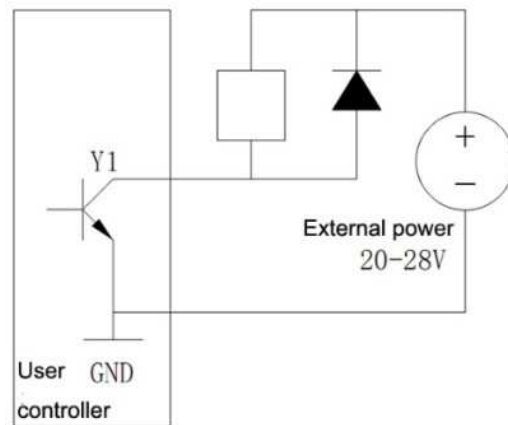 Y1
+
−
External power
20-28V
User
GND
controller